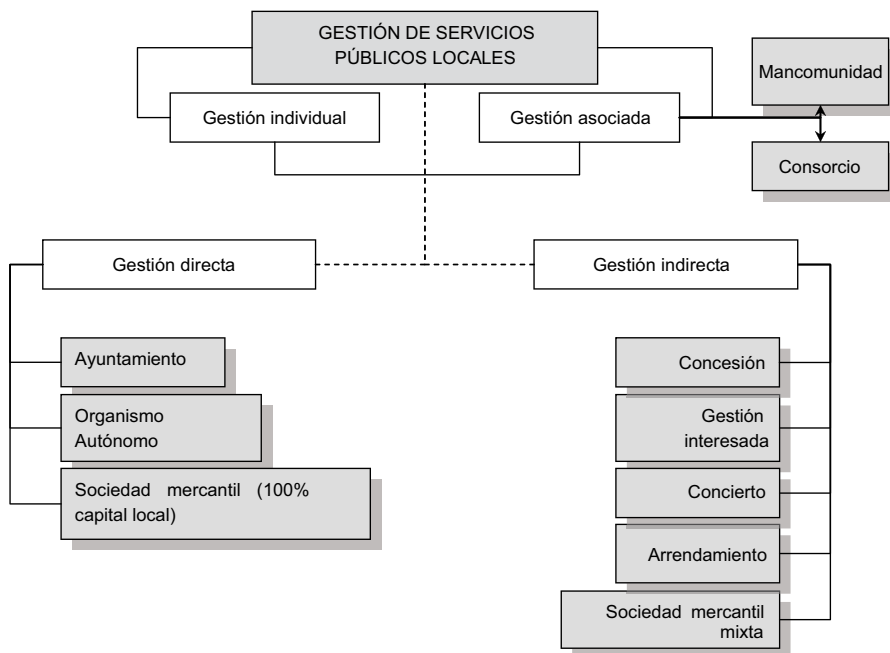 GESTIÓN DE SERVICIOS
PÚBLICOS LOCALES
Mancomunidad
Gestión individual
Gestión asociada
Consorcio
Gestión directa
Gestión indirecta
Ayuntamiento
Organismo
Autónomo
Sociedad mercantil (100%
capital local)
Concesión
Gestión
interesada
Concierto
Arrendamiento
Sociedad mercantil
mixta